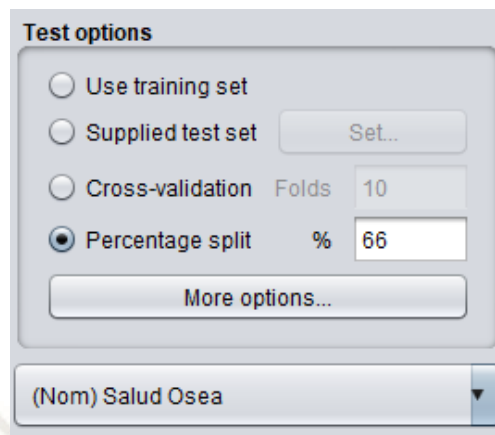 Test options
Use training set
Supplied test set Set...
Cross-validation Folds 10
Percentage split % 66
More options...
(Nom) Salud Osea